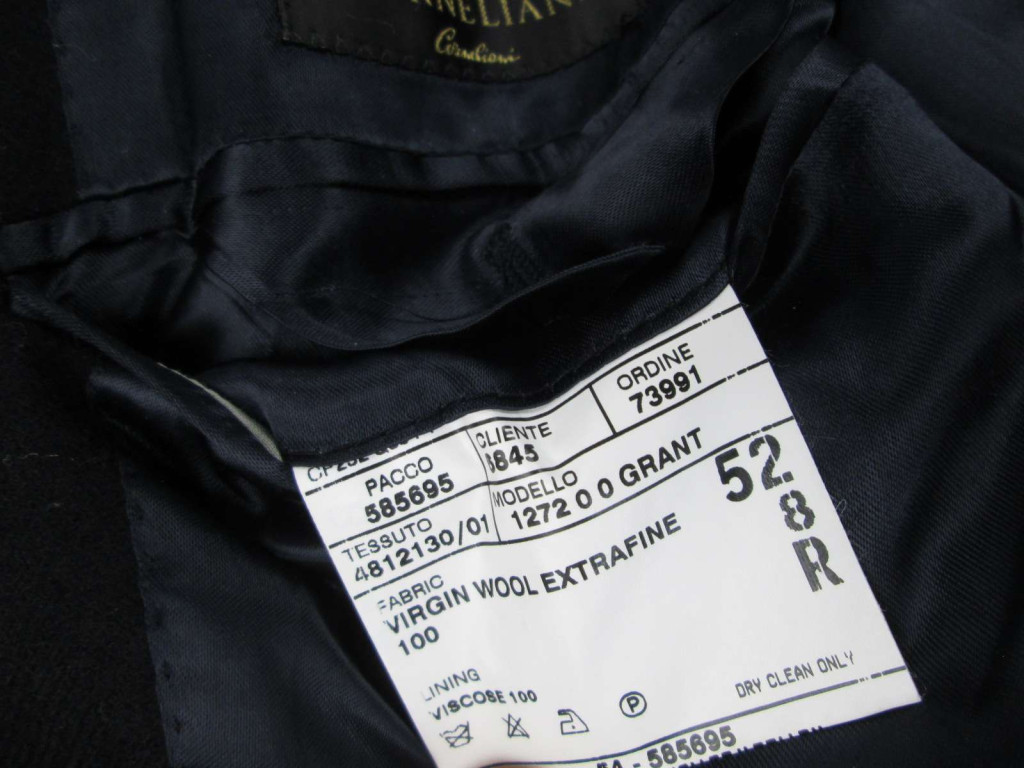 Corneliani
ORDINE
73991
CLIENTE
PACCO
585695
MODELLO
1272 0 0 GRANT
TESSUTO
4812130/01
52
8
R
FABRIC
VIRGIN WOOL EXTRAFINE
100
LINING
VISCOSE 100
P
DRY CLEAN ONLY
585695